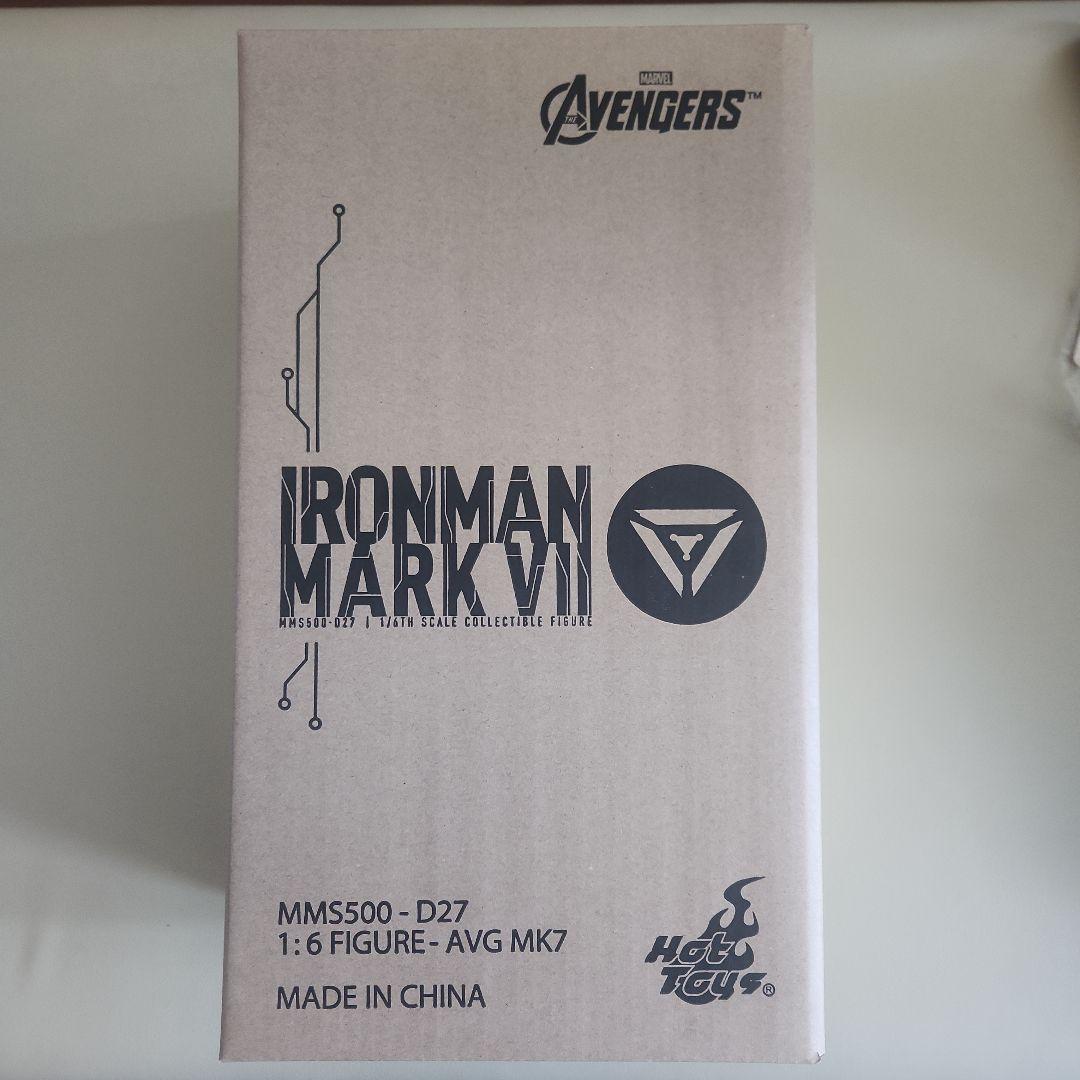 MARVEL
THE AVENGERS™
IRONMAN
MARK VII
MMS500-D27 | 1/6TH SCALE COLLECTIBLE FIGURE
MMS500 - D27
1:6 FIGURE - AVG MK7
MADE IN CHINA
Hot
Toys®